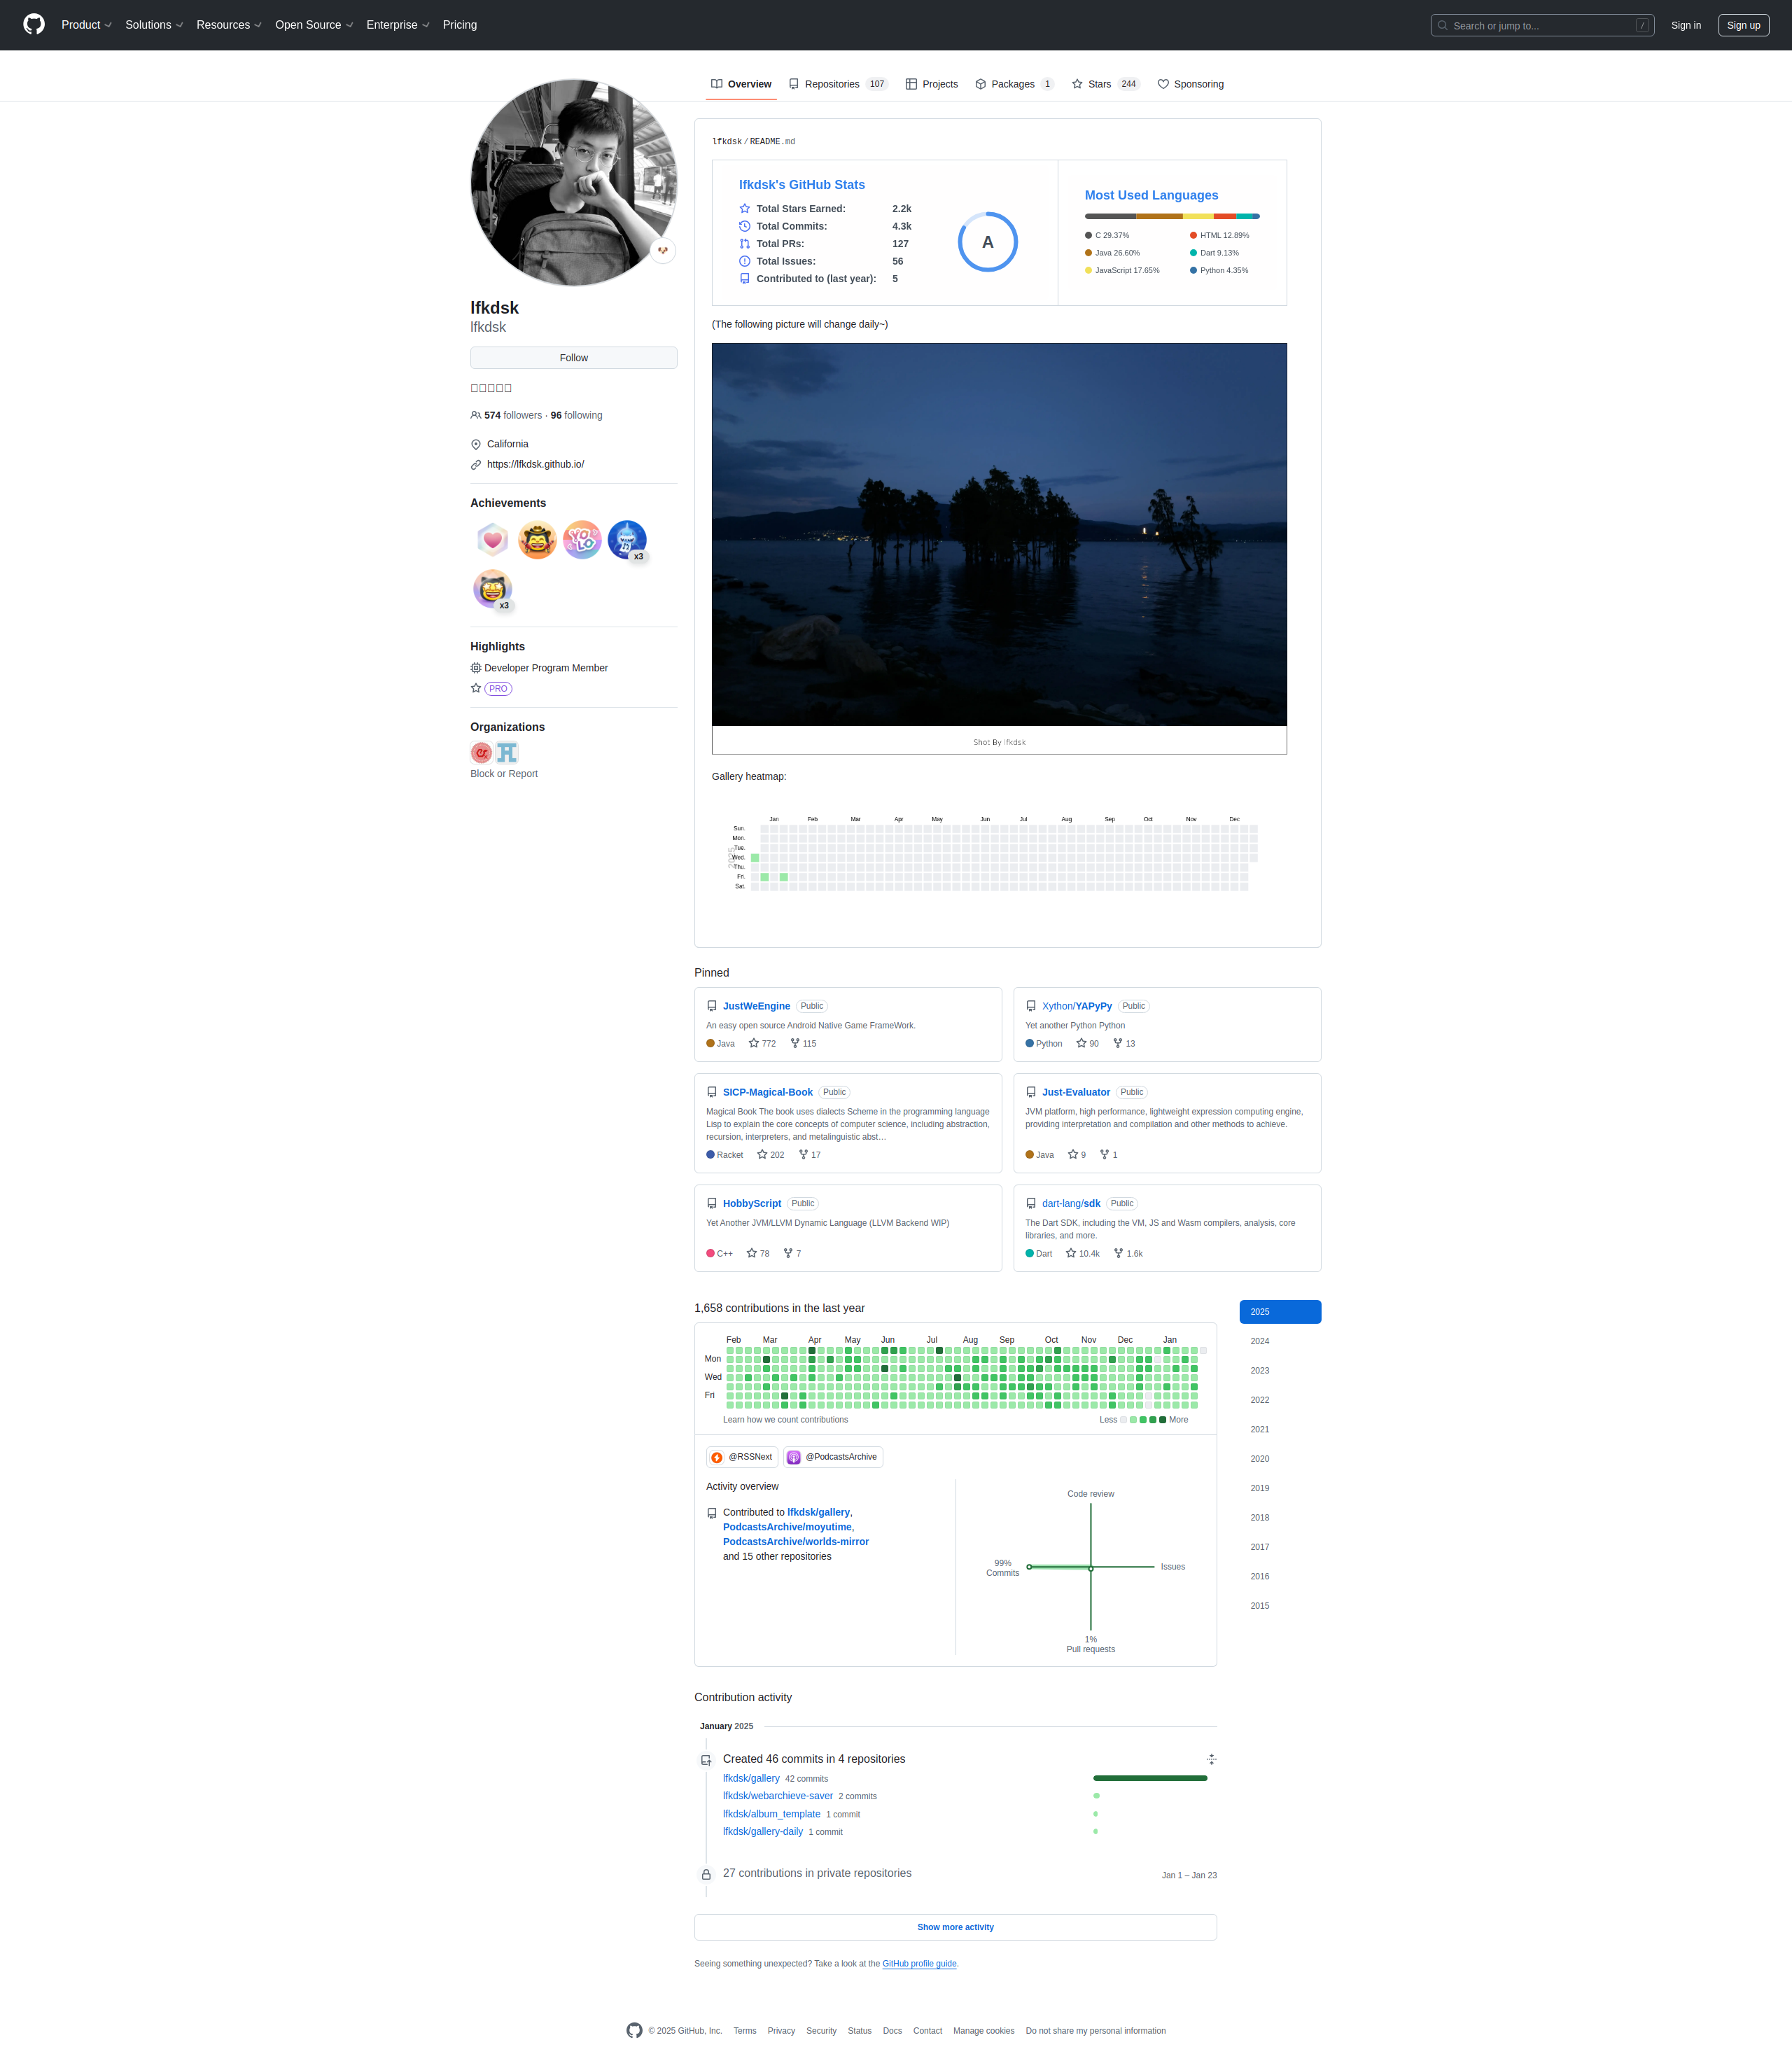 Product Solutions Resources Open Source Enterprise Pricing
Search or jump to... /
Sign in Sign up
Overview Repositories 107 Projects Packages 1 Stars 244 Sponsoring
lfkdsk
lfkdsk
Follow
574 followers · 96 following
California
https://lfkdsk.github.io/
Achievements
YOLO
x3
x3
Highlights
Developer Program Member
PRO
Organizations
Block or Report
lfkdsk/README.md
lfkdsk's GitHub Stats
Total Stars Earned: 2.2k
Total Commits: 4.3k
Total PRs: 127
Total Issues: 56
Contributed to (last year): 5
A
Most Used Languages
C 29.37% HTML 12.89%
Java 26.60% Dart 9.13%
JavaScript 17.65% Python 4.35%
(The following picture will change daily~)
Shot By lfkdsk
Gallery heatmap:
Jan Feb Mar Apr May Jun Jul Aug Sep Oct Nov Dec
2025
Sun.
Mon.
Tue.
Wed.
Thu.
Fri.
Sat.
Pinned
JustWeEngine Public
An easy open source Android Native Game FrameWork.
Java 772 115
Xython/YAPyPy Public
Yet another Python Python
Python 90 13
SICP-Magical-Book Public
Magical Book The book uses dialects Scheme in the programming language
Lisp to explain the core concepts of computer science, including abstraction,
recursion, interpreters, and metalinguistic abst…
Racket 202 17
Just-Evaluator Public
JVM platform, high performance, lightweight expression computing engine,
providing interpretation and compilation and other methods to achieve.
Java 9 1
HobbyScript Public
Yet Another JVM/LLVM Dynamic Language (LLVM Backend WIP)
C++ 78 7
dart-lang/sdk Public
The Dart SDK, including the VM, JS and Wasm compilers, analysis, core
libraries, and more.
Dart 10.4k 1.6k
1,658 contributions in the last year
Feb Mar Apr May Jun Jul Aug Sep Oct Nov Dec Jan
Mon
Wed
Fri
Learn how we count contributions
Less More
@RSSNext @PodcastsArchive
Activity overview
Contributed to lfkdsk/gallery,
PodcastsArchive/moyutime,
PodcastsArchive/worlds-mirror
and 15 other repositories
Code review
99%
Commits
Issues
1%
Pull requests
2025
2024
2023
2022
2021
2020
2019
2018
2017
2016
2015
Contribution activity
January 2025
Created 46 commits in 4 repositories
lfkdsk/gallery 42 commits
lfkdsk/webarchieve-saver 2 commits
lfkdsk/album_template 1 commit
lfkdsk/gallery-daily 1 commit
27 contributions in private repositories Jan 1 – Jan 23
Show more activity
Seeing something unexpected? Take a look at the GitHub profile guide.
© 2025 GitHub, Inc. Terms Privacy Security Status Docs Contact Manage cookies Do not share my personal information